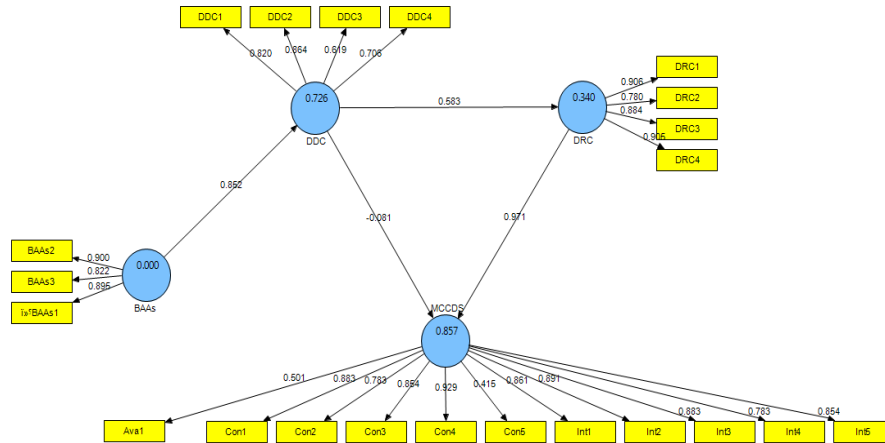 DDC1 DDC2 DDC3 DDC4
0.820 0.864 0.619 0.706
0.726
DDC
0.583
0.340
DRC
0.906 DRC1
0.780 DRC2
0.884 DRC3
0.905 DRC4
0.852
-0.081
0.971
BAAs2 0.900
BAAs3 0.822
BAAs1 0.895
0.000
BAAs
MCCDS
0.857
0.501 0.883 0.783 0.854 0.929 0.415 0.861 0.891 0.883 0.783 0.854
Ava1 Con1 Con2 Con3 Con4 Con5 Int1 Int2 Int3 Int4 Int5